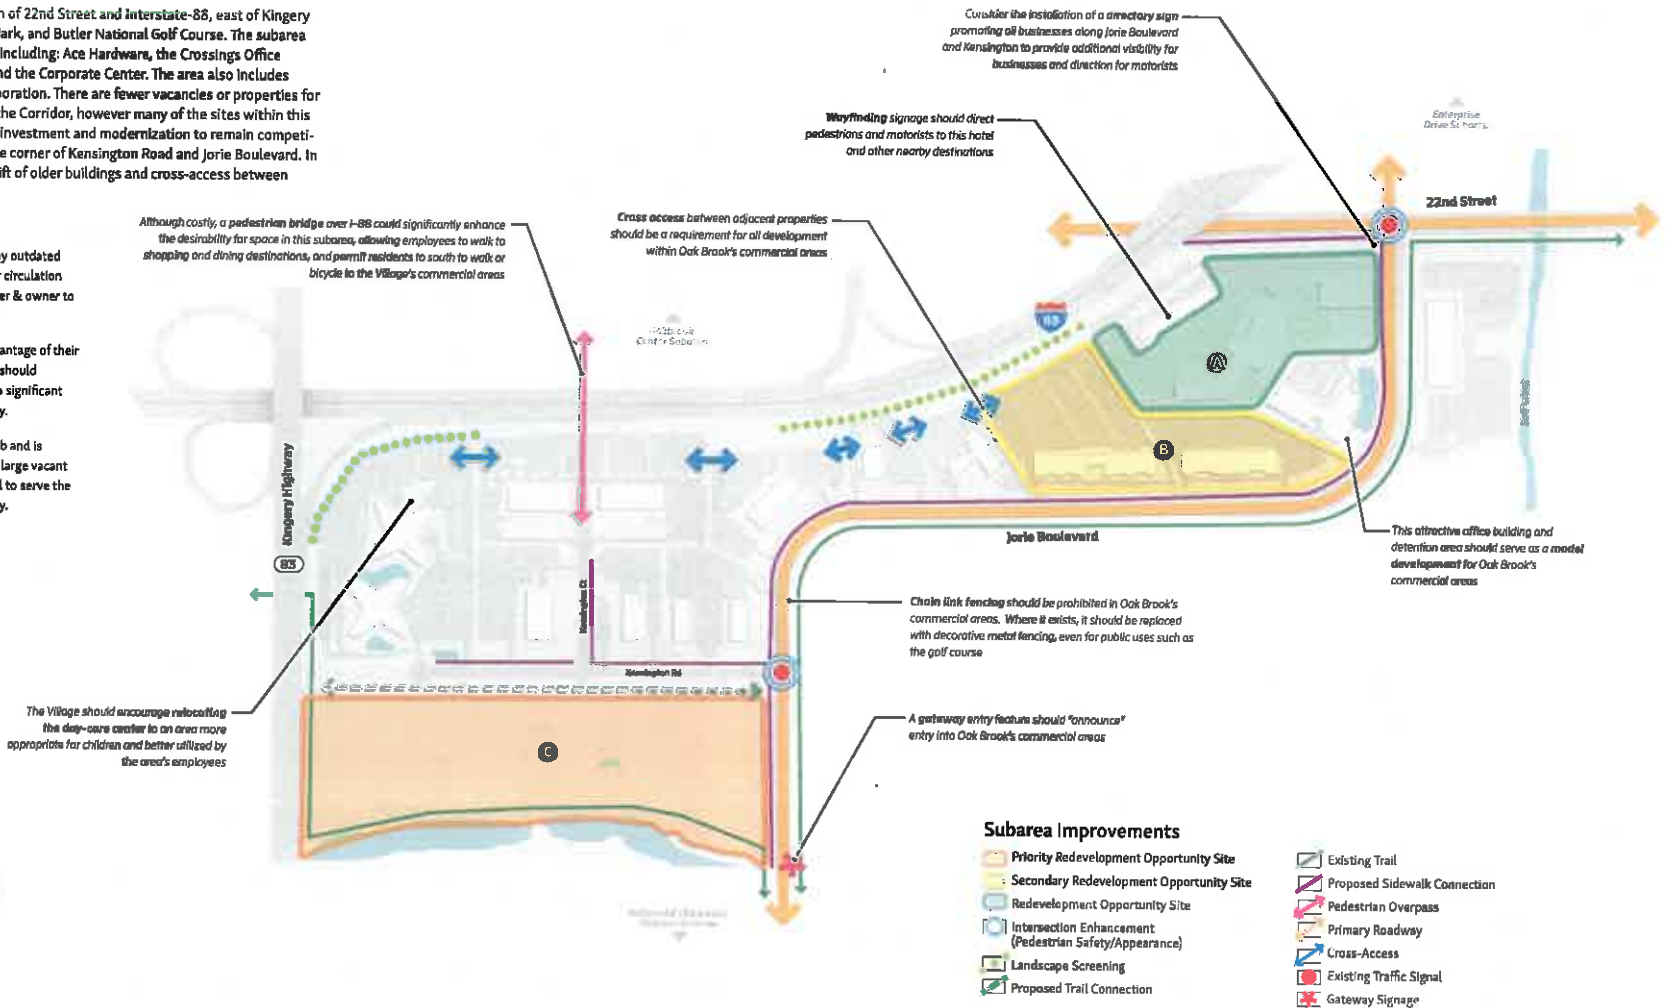 of 22nd Street and Interstate-88, east of Kingery
ark, and Butler National Golf Course. The subarea
including: Ace Hardware, the Crossings Office
nd the Corporate Center. The area also includes
oration. There are fewer vacancies or properties for
the Corridor, however many of the sites within this
investment and modernization to remain competi-
e corner of Kensington Road and Jorie Boulevard. In
ift of older buildings and cross-access between
y outdated
circulation
er & owner to
antage of their
should
significant
y.
b and is
large vacant
to serve the
y.
Consider the installation of a directory sign
promoting all businesses along Jorie Boulevard
and Kensington to provide additional visibility for
businesses and direction for motorists
Wayfinding signage should direct
pedestrians and motorists to this hotel
and other nearby destinations
Enterprise
Drive Subarea
22nd Street
Although costly, a pedestrian bridge over I-88 could significantly enhance
the desirability for space in this subarea, allowing employees to walk to
shopping and dining destinations, and permit residents to south to walk or
bicycle to the Village's commercial areas
Cross access between adjacent properties
should be a requirement for all development
within Oak Brook's commercial areas
88
Center Subarea
A
B
Kingery Highway
83
Jorie Boulevard
This attractive office building and
detention area should serve as a model
development for Oak Brook's
commercial areas
Kensington Ct
Chain link fencing should be prohibited in Oak Brook's
commercial areas. Where it exists, it should be replaced
with decorative metal fencing, even for public uses such as
the golf course
Kensington Rd
The Village should encourage relocating
the day-care center to an area more
appropriate for children and better utilized by
the area's employees
C
A gateway entry feature should "announce"
entry into Oak Brook's commercial areas
Subarea Improvements
Priority Redevelopment Opportunity Site
Secondary Redevelopment Opportunity Site
Redevelopment Opportunity Site
Intersection Enhancement
(Pedestrian Safety/Appearance)
Landscape Screening
Proposed Trail Connection
Existing Trail
Proposed Sidewalk Connection
Pedestrian Overpass
Primary Roadway
Cross-Access
Existing Traffic Signal
Gateway Signage